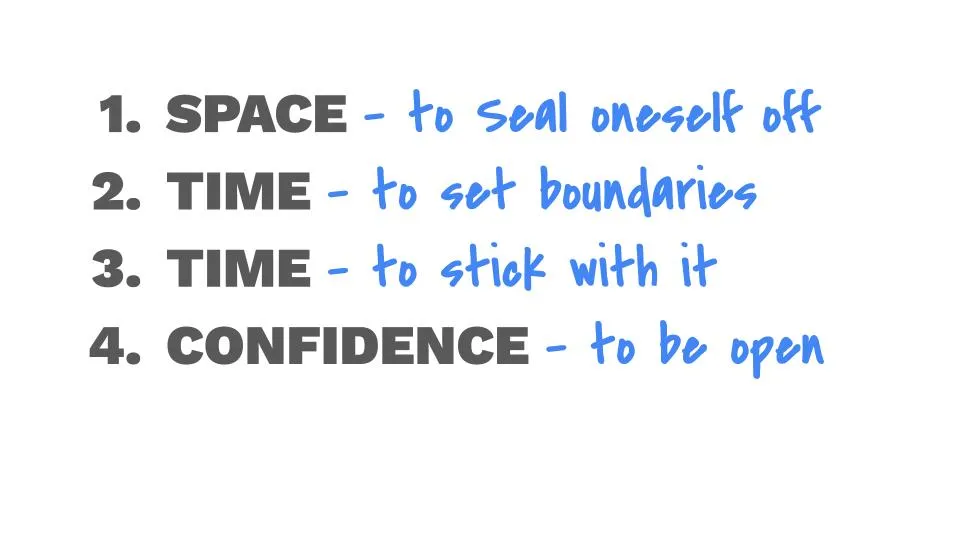 1. SPACE - to seal oneself off
2. TIME - to set boundaries
3. TIME - to stick with it
4. CONFIDENCE - to be open